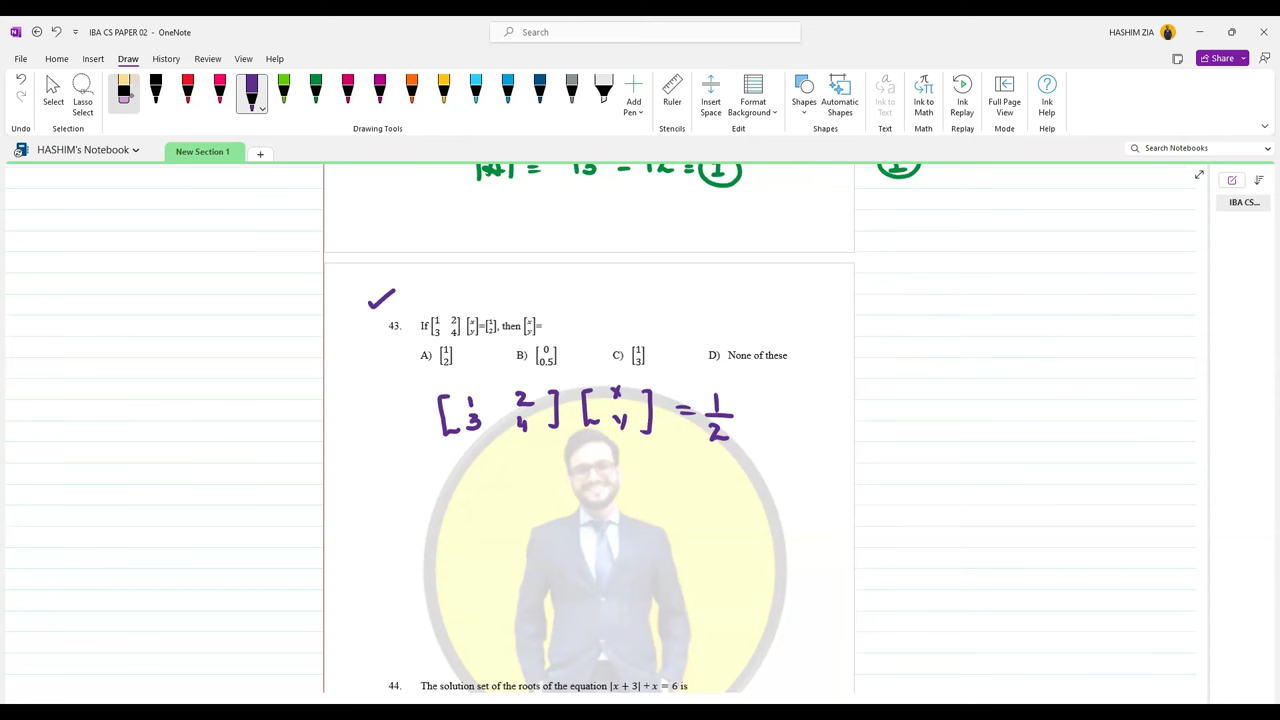 IBA CS PAPER 02 - OneNote
Search
HASHIM ZIA
File Home Insert Draw History Review View Help
Share
Undo
Select
Lasso Select
Selection
Drawing Tools
Add Pen
Ruler
Stencils
Insert Space
Format Background
Edit
Shapes
Automatic Shapes
Shapes
Ink to Text
Text
Ink to Math
Math
Ink Replay
Replay
Full Page View
Mode
Ink Help
Help
HASHIM's Notebook
New Section 1
+
Search Notebooks
IBA CS...
= 15 - 12 = 1
43. If [1 2 3 4] [x y]=[1 2], then [x y]=
A) [1 2] B) [0 0.5] C) [1 3] D) None of these
[1 2 3 4] [x y] = 1/2
44. The solution set of the roots of the equation |x + 3| + x = 6 is